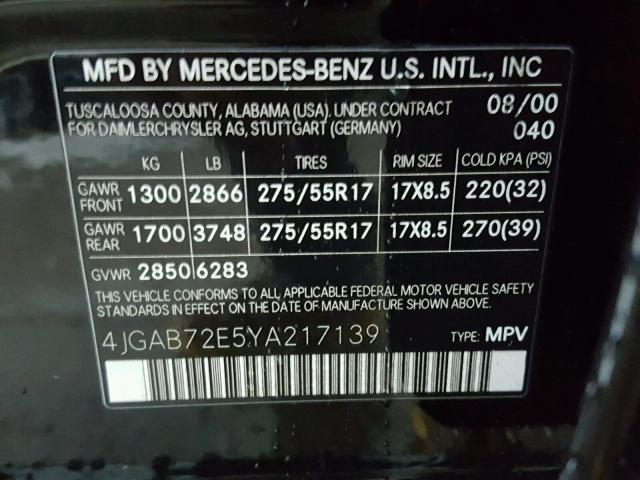 MFD BY MERCEDES-BENZ U.S. INTL., INC
TUSCALOOSA COUNTY, ALABAMA (USA). UNDER CONTRACT 08/00
FOR DAIMLERCHRYSLER AG, STUTTGART (GERMANY) 040
KG LB TIRES RIM SIZE COLD KPA (PSI)
GAWR FRONT 1300 2866 275/55R17 17X8.5 220(32)
GAWR REAR 1700 3748 275/55R17 17X8.5 270(39)
GVWR 2850 6283
THIS VEHICLE CONFORMS TO ALL APPLICABLE FEDERAL MOTOR VEHICLE SAFETY
STANDARDS IN EFFECT ON THE DATE OF MANUFACTURE SHOWN ABOVE.
4JGAB72E5YA217139 TYPE: MPV